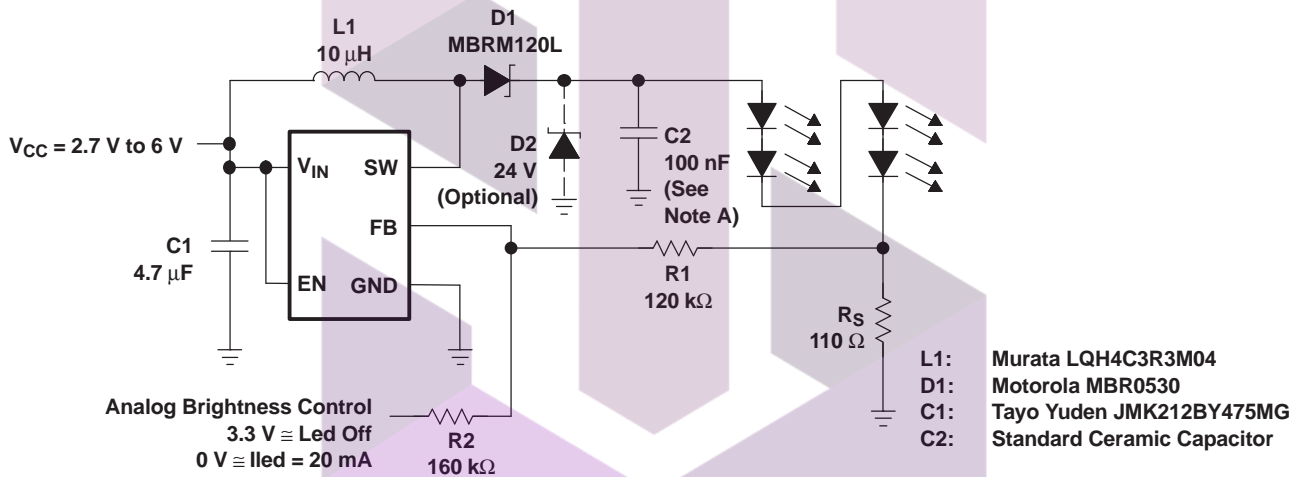 L1
10 μH
D1
MBRM120L
VCC = 2.7 V to 6 V
VIN
SW
FB
EN
GND
C1
4.7 μF
D2
24 V
(Optional)
C2
100 nF
(See
Note A)
R1
120 kΩ
RS
110 Ω
Analog Brightness Control
3.3 V ≅ Led Off
0 V ≅ Iled = 20 mA
R2
160 kΩ
L1: Murata LQH4C3R3M04
D1: Motorola MBR0530
C1: Tayo Yuden JMK212BY475MG
C2: Standard Ceramic Capacitor